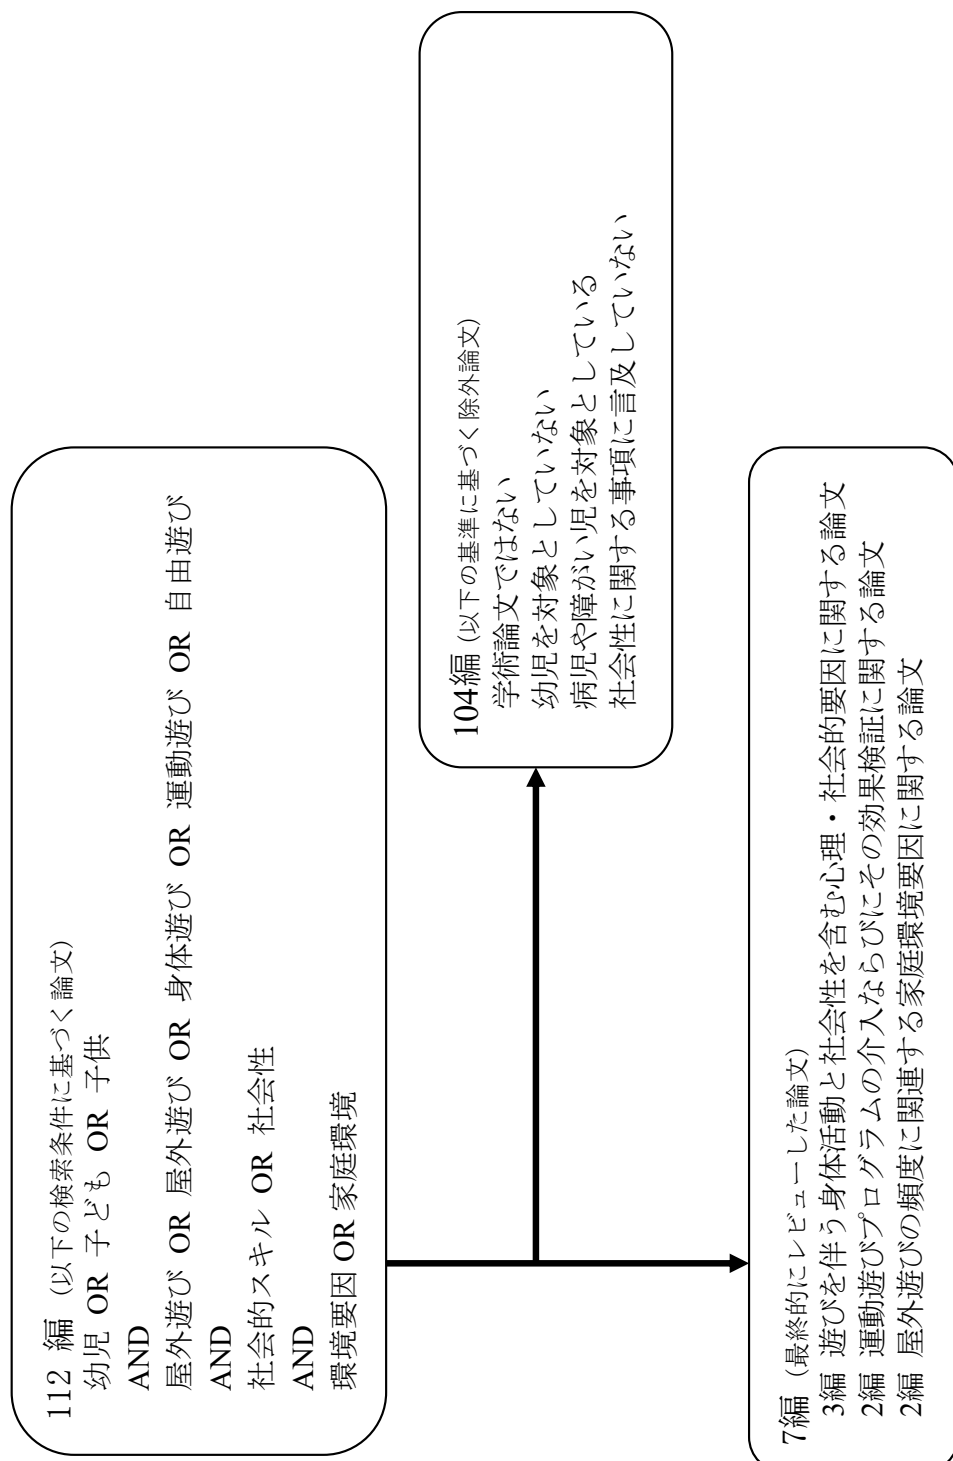 112 編 (以下の検索条件に基づく論文)
幼児 OR 子ども OR 子供
AND
屋外遊び OR 屋外遊び OR 身体遊び OR 運動遊び OR 自由遊び
AND
社会的スキル OR 社会性
AND
環境要因 OR 家庭環境
104編 (以下の基準に基づく除外論文)
学術論文ではない
幼児を対象としていない
病児や障がい児を対象としている
社会性に関する事項に言及していない
7編 (最終的にレビューした論文)
3編 遊びを伴う身体活動と社会性を含む心理・社会的要因に関する論文
2編 運動遊びプログラムの介入ならびにその効果検証に関する論文
2編 屋外遊びの頻度に関連する家庭環境要因に関する論文